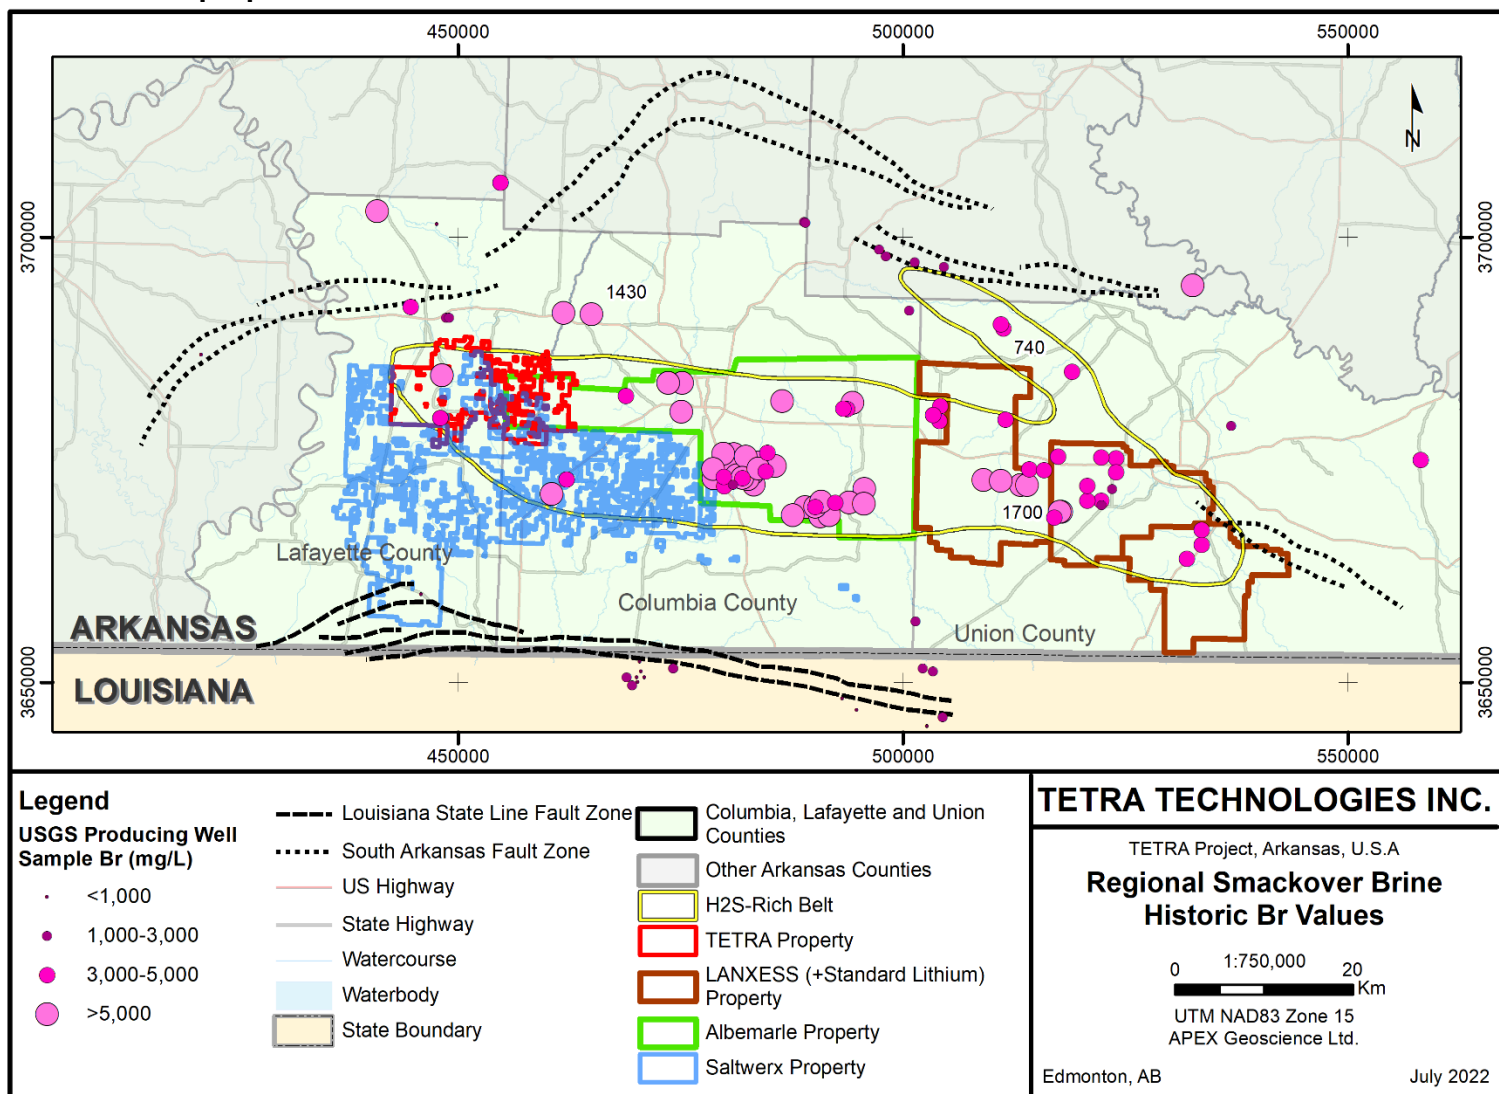 450000
500000
550000
3700000
3700000
N
1430
740
1700
Lafayette County
Columbia County
Union County
ARKANSAS
LOUISIANA
3650000
3650000
450000
500000
550000
Legend
USGS Producing Well
Sample Br (mg/L)
<1,000
1,000-3,000
3,000-5,000
>5,000
Louisiana State Line Fault Zone
South Arkansas Fault Zone
US Highway
State Highway
Watercourse
Waterbody
State Boundary
Columbia, Lafayette and Union
Counties
Other Arkansas Counties
H2S-Rich Belt
TETRA Property
LANXESS (+Standard Lithium)
Property
Albemarle Property
Saltwerx Property
TETRA TECHNOLOGIES INC.
TETRA Project, Arkansas, U.S.A
Regional Smackover Brine
Historic Br Values
1:750,000
0 20
Km
UTM NAD83 Zone 15
APEX Geoscience Ltd.
Edmonton, AB July 2022